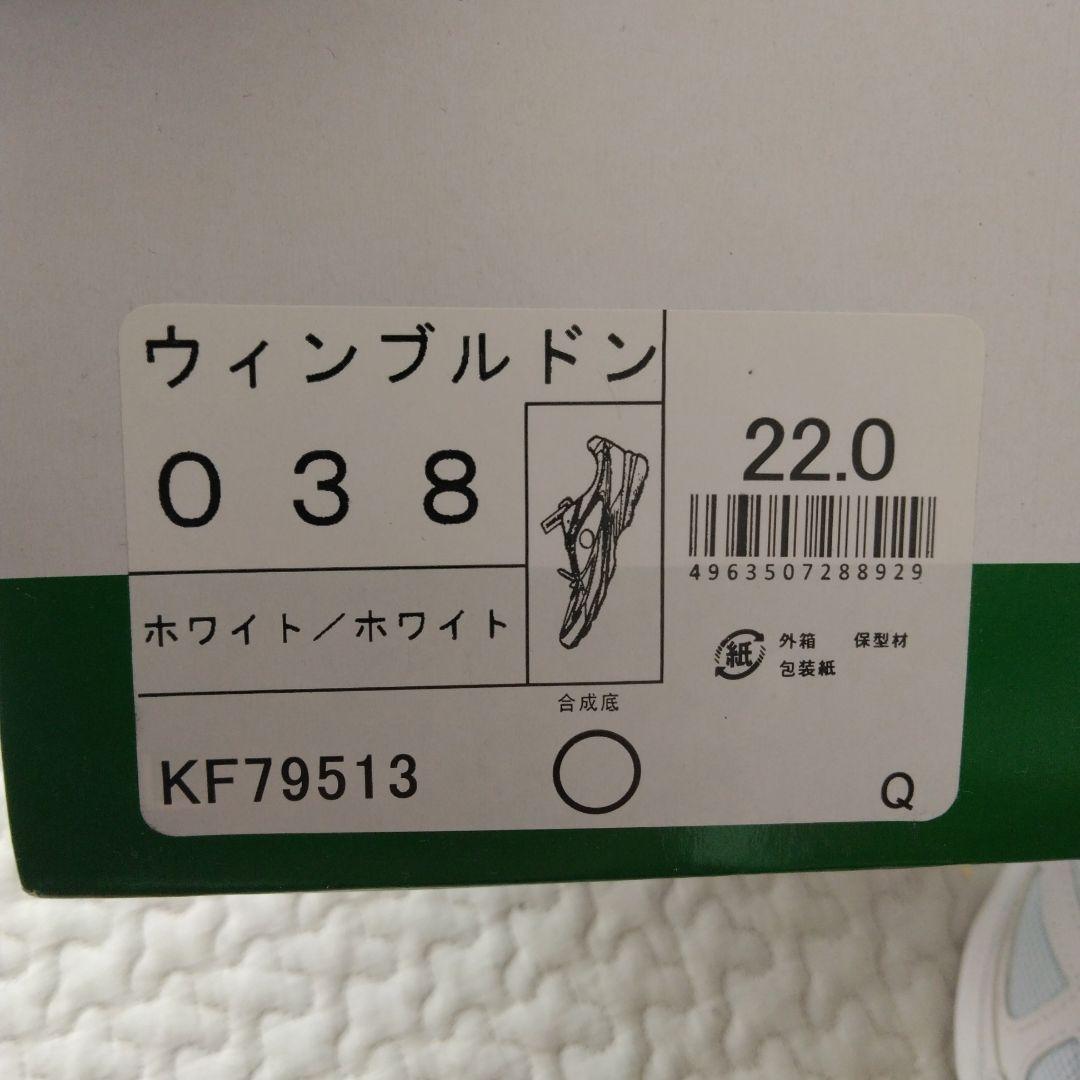 ウィンブルドン
038
ホワイト／ホワイト
KF79513
合成底
22.0
4963507288929
紙
外箱 保型材
包装紙
Q